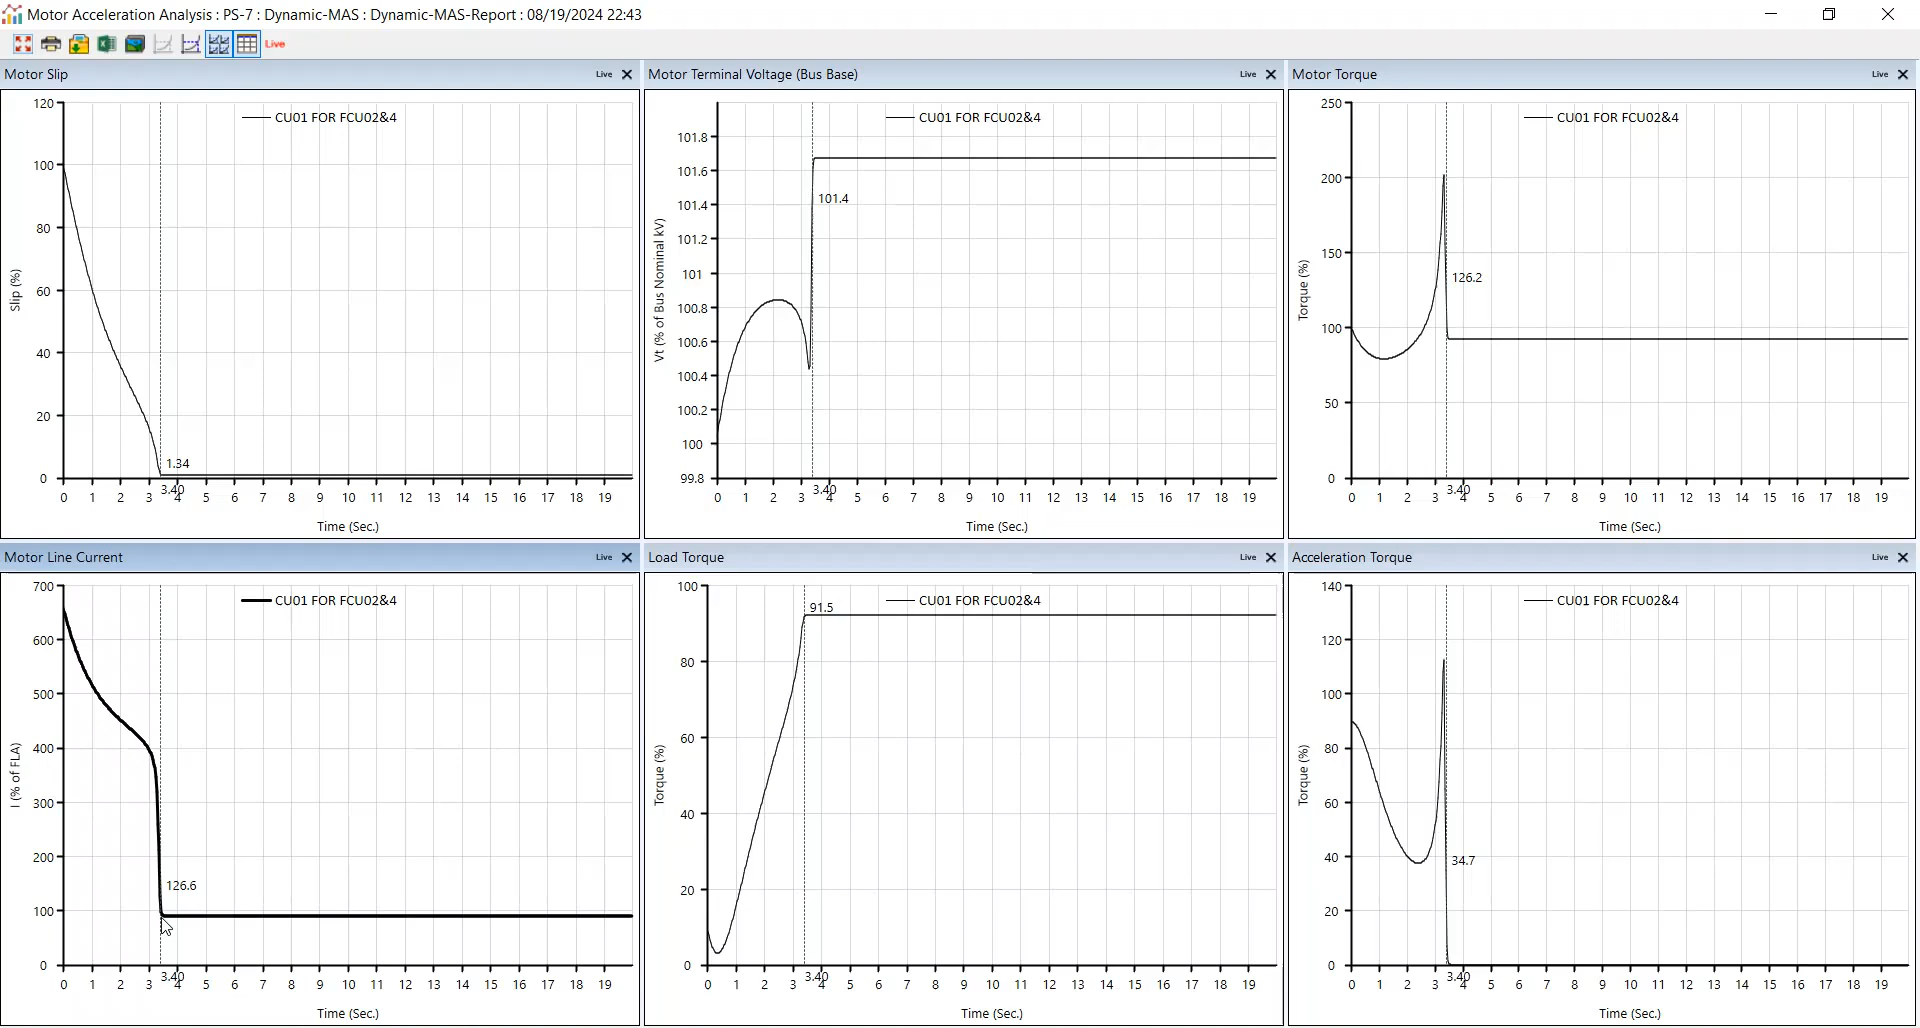 Motor Acceleration Analysis : PS-7 : Dynamic-MAS : Dynamic-MAS-Report : 08/19/2024 22:43
Live
Motor Slip Live
CU01 FOR FCU02&4
120
100
80
60
40
20
0
Slip (%)
1.34
3.40
0 1 2 3 4 5 6 7 8 9 10 11 12 13 14 15 16 17 18 19
Time (Sec.)
Motor Terminal Voltage (Bus Base) Live
CU01 FOR FCU02&4
101.8
101.6
101.4
101.2
101
100.8
100.6
100.4
100.2
100
99.8
Vt (% of Bus Nominal kV)
101.4
3.40
0 1 2 3 4 5 6 7 8 9 10 11 12 13 14 15 16 17 18 19
Time (Sec.)
Motor Torque Live
CU01 FOR FCU02&4
250
200
150
100
50
0
Torque (%)
126.2
3.40
0 1 2 3 4 5 6 7 8 9 10 11 12 13 14 15 16 17 18 19
Time (Sec.)
Motor Line Current Live
CU01 FOR FCU02&4
700
600
500
400
300
200
100
0
I (% of FLA)
126.6
3.40
0 1 2 3 4 5 6 7 8 9 10 11 12 13 14 15 16 17 18 19
Time (Sec.)
Load Torque Live
CU01 FOR FCU02&4
100
80
60
40
20
0
Torque (%)
91.5
3.40
0 1 2 3 4 5 6 7 8 9 10 11 12 13 14 15 16 17 18 19
Time (Sec.)
Acceleration Torque Live
CU01 FOR FCU02&4
140
120
100
80
60
40
20
0
Torque (%)
34.7
3.40
0 1 2 3 4 5 6 7 8 9 10 11 12 13 14 15 16 17 18 19
Time (Sec.)